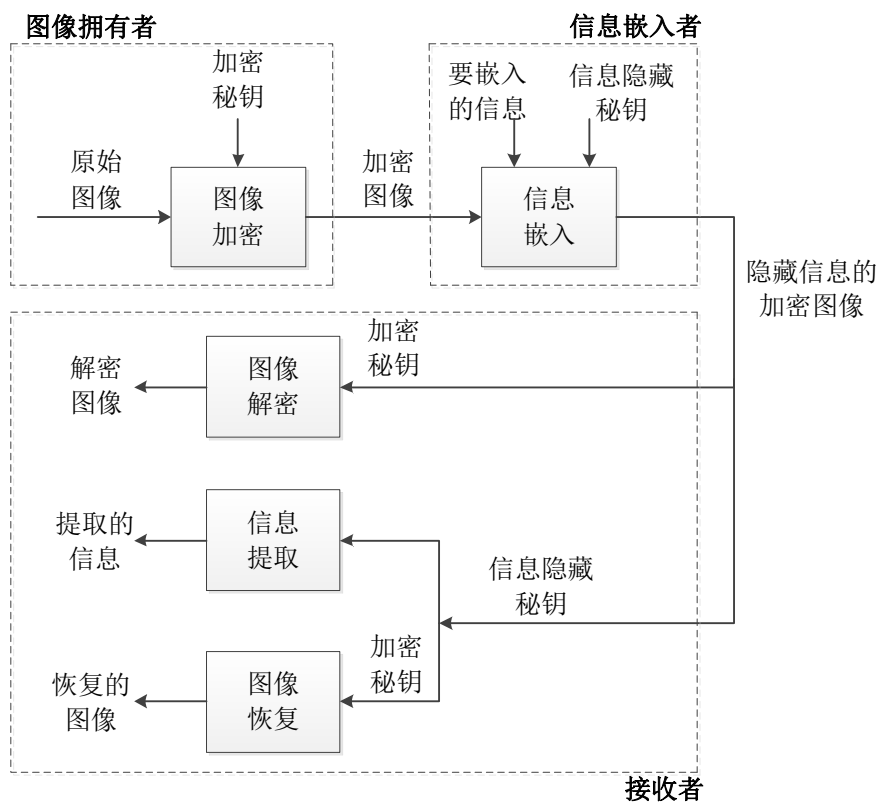 图像拥有者
信息嵌入者
加密
秘钥
要嵌入
的信息
信息隐藏
秘钥
原始
图像
图像
加密
加密
图像
信息
嵌入
隐藏信息的
加密图像
加密
秘钥
解密
图像
图像
解密
提取的
信息
信息
提取
信息隐藏
秘钥
加密
秘钥
恢复的
图像
图像
恢复
接收者